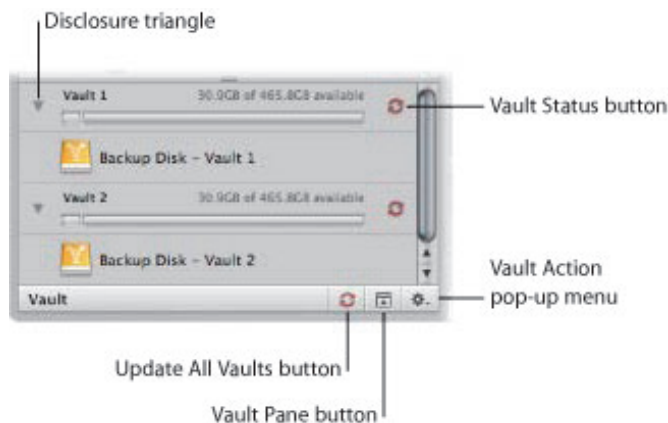 Disclosure triangle
Vault 1 30.9GB of 465.8GB available
Vault Status button
Backup Disk – Vault 1
Vault 2 30.9GB of 465.8GB available
Backup Disk – Vault 2
Vault Action
pop-up menu
Vault
Update All Vaults button
Vault Pane button